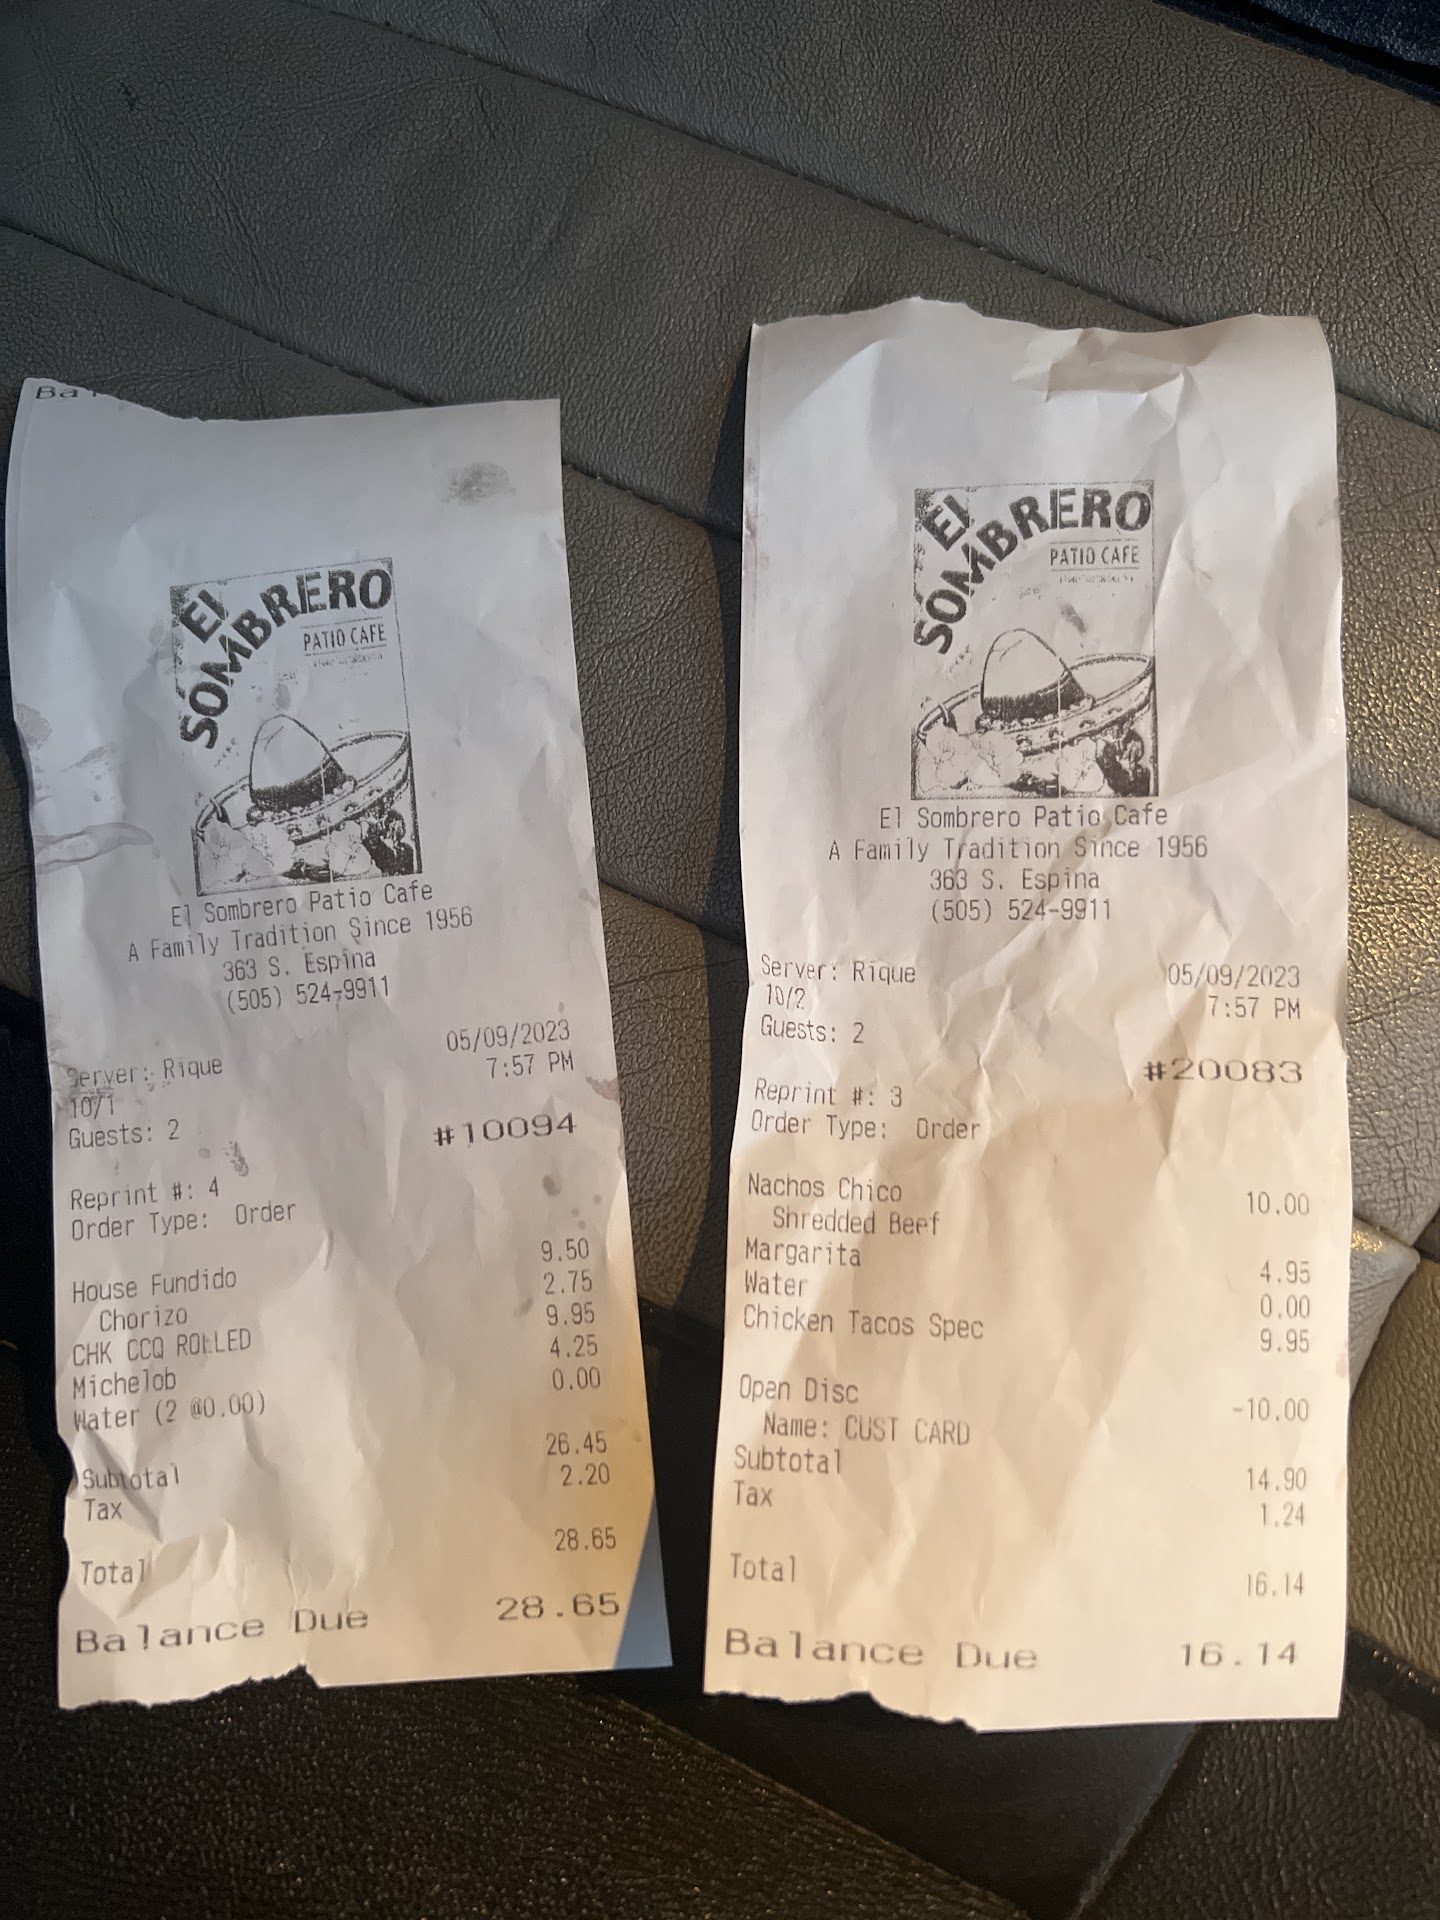 Bal
El
SOMBRERO
PATIO CAFE
El Sombrero Patio Cafe
A Family Tradition Since 1956
363 S. Espina
(505) 524-9911
Server: Rique 05/09/2023
10/1 7:57 PM
Guests: 2
#10094
Reprint #: 4
Order Type: Order
House Fundido 9.50
Chorizo 2.75
CHK CCQ ROLLED 9.95
Michelob 4.25
Water (2 @0.00) 0.00
Subtotal 26.45
Tax 2.20
Total 28.65
Balance Due 28.65
El
SOMBRERO
PATIO CAFE
El Sombrero Patio Cafe
A Family Tradition Since 1956
363 S. Espina
(505) 524-9911
Server: Rique 05/09/2023
10/2 7:57 PM
Guests: 2
#20083
Reprint #: 3
Order Type: Order
Nachos Chico 10.00
Shredded Beef
Margarita 4.95
Water 0.00
Chicken Tacos Spec 9.95
Open Disc -10.00
Name: CUST CARD
Subtotal 14.90
Tax 1.24
Total 16.14
Balance Due 16.14